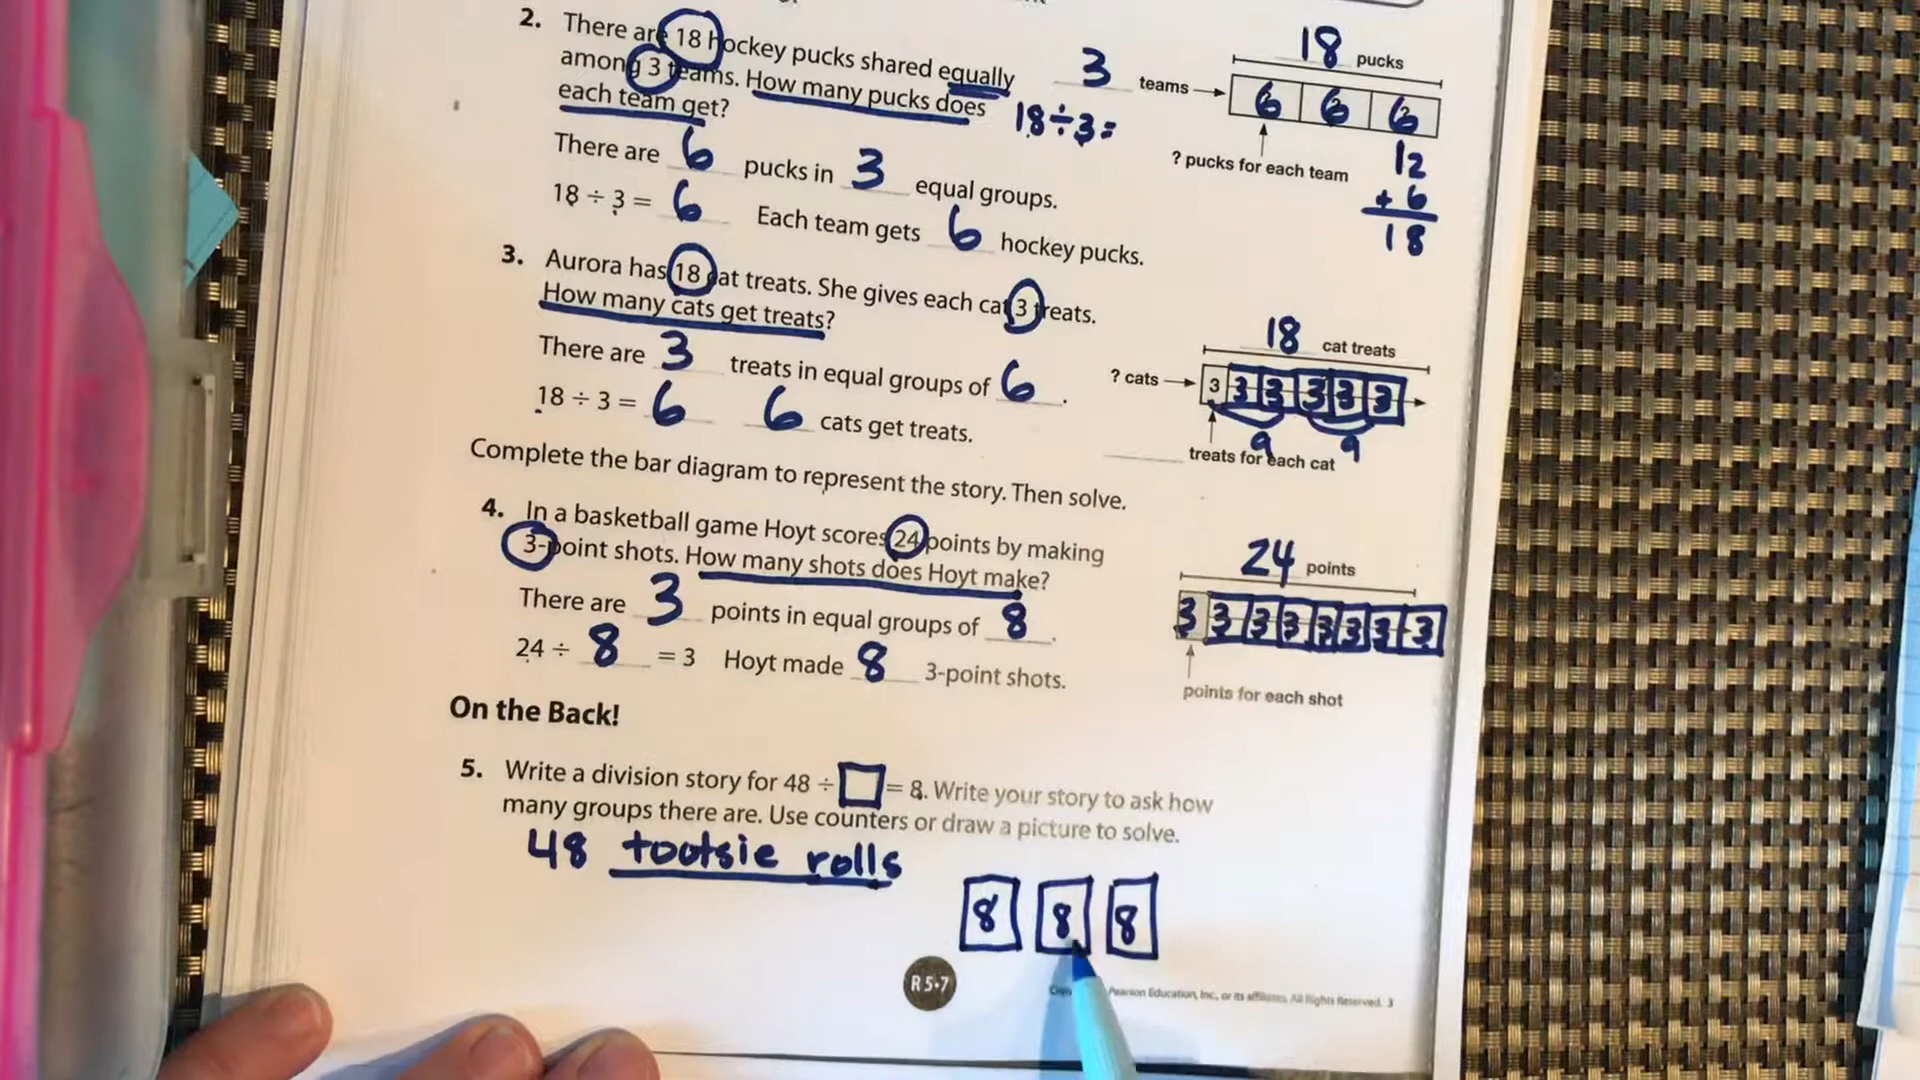 2. There are 18 hockey pucks shared equally
among 3 teams. How many pucks does
each team get?
18÷3=
There are 6 pucks in 3 equal groups.
18 ÷ 3 = 6 Each team gets 6 hockey pucks.
18 pucks
3 teams
6 6 6
? pucks for each team
12
+ 6
18
3. Aurora has 18 cat treats. She gives each cat 3 treats.
How many cats get treats?
There are 3 treats in equal groups of 6.
18 ÷ 3 = 6 6 cats get treats.
18 cat treats
? cats
3 3 3 3 3 3
9 9
treats for each cat
Complete the bar diagram to represent the story. Then solve.
4. In a basketball game Hoyt scores 24 points by making
3-point shots. How many shots does Hoyt make?
There are 3 points in equal groups of 8.
24 ÷ 8 = 3 Hoyt made 8 3-point shots.
24 points
3 3 3 3 3 3 3 3
points for each shot
On the Back!
5. Write a division story for 48 ÷ □ = 8. Write your story to ask how
many groups there are. Use counters or draw a picture to solve.
48 tootsie rolls
8 8 8
R 5•7
Pearson Education, Inc., or its affiliates. All Rights Reserved. 3